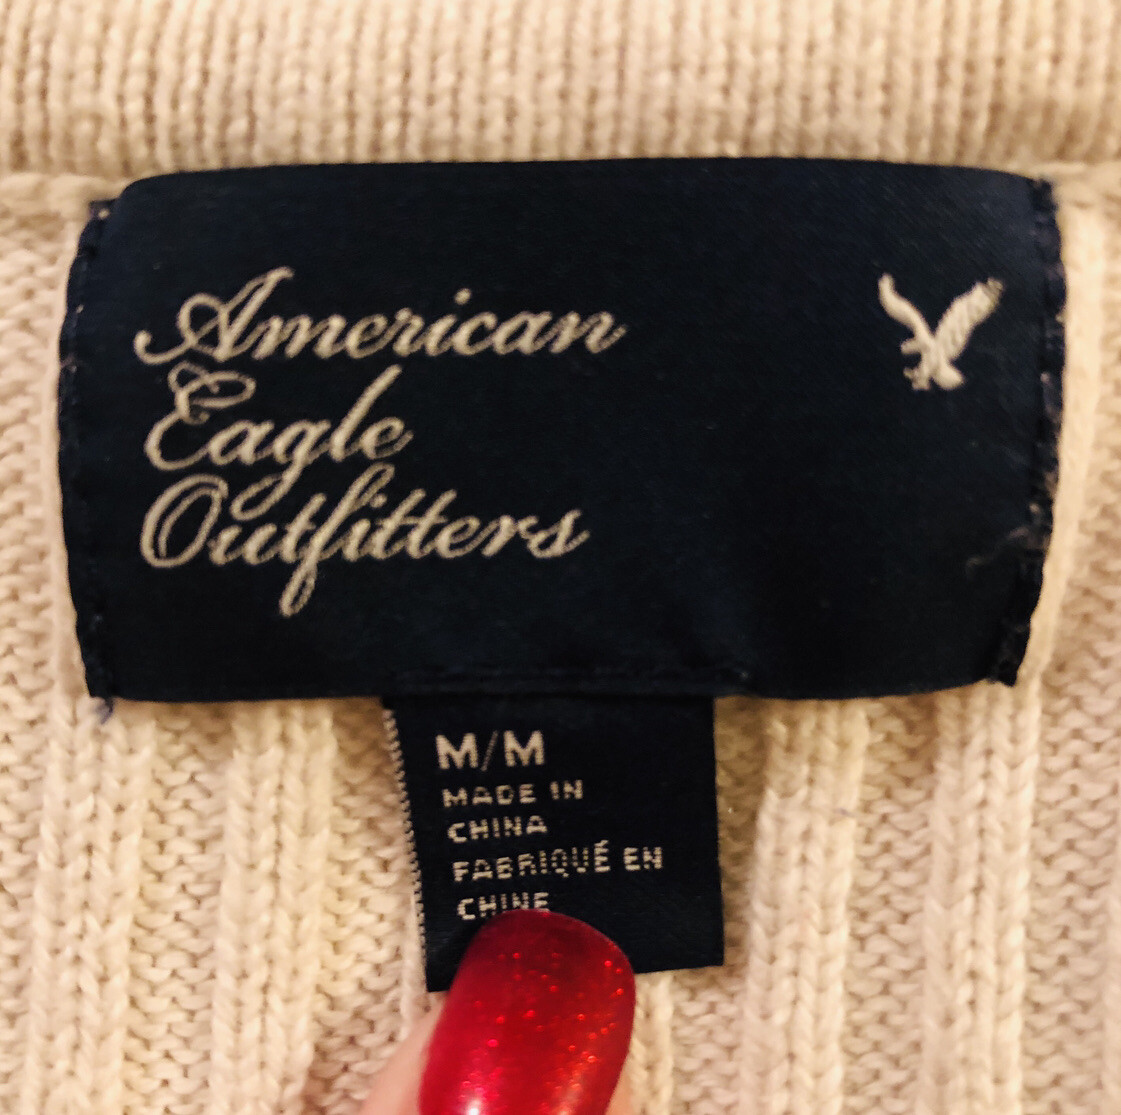 American
Eagle
Outfitters
M/M
MADE IN
CHINA
FABRIQUÉ EN
CHINE